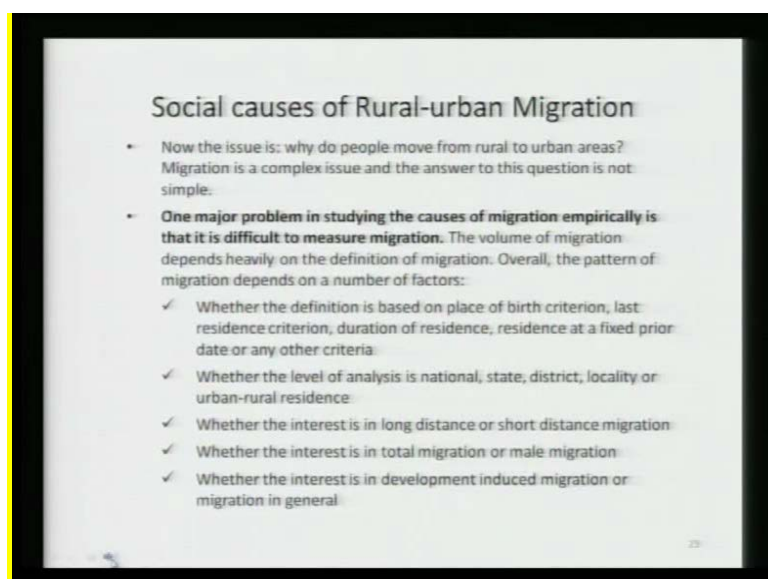 Social causes of Rural-urban Migration
• Now the issue is: why do people move from rural to urban areas?
Migration is a complex issue and the answer to this question is not
simple.
• One major problem in studying the causes of migration empirically is
that it is difficult to measure migration. The volume of migration
depends heavily on the definition of migration. Overall, the pattern of
migration depends on a number of factors:
✓ Whether the definition is based on place of birth criterion, last
residence criterion, duration of residence, residence at a fixed prior
date or any other criteria
✓ Whether the level of analysis is national, state, district, locality or
urban-rural residence
✓ Whether the interest is in long distance or short distance migration
✓ Whether the interest is in total migration or male migration
✓ Whether the interest is in development induced migration or
migration in general